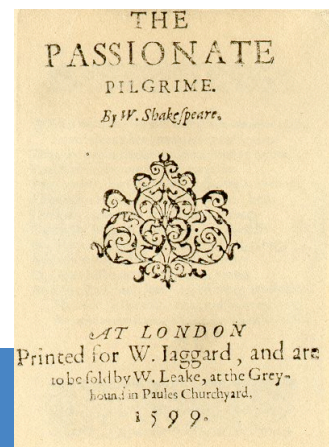 THE
PASSIONATE
PILGRIME.
By W. Shakeſpeare.
AT LONDON
Printed for W. Iaggard, and are
to be ſold by W. Leake, at the Grey-
hound in Paules Churchyard.
1599.